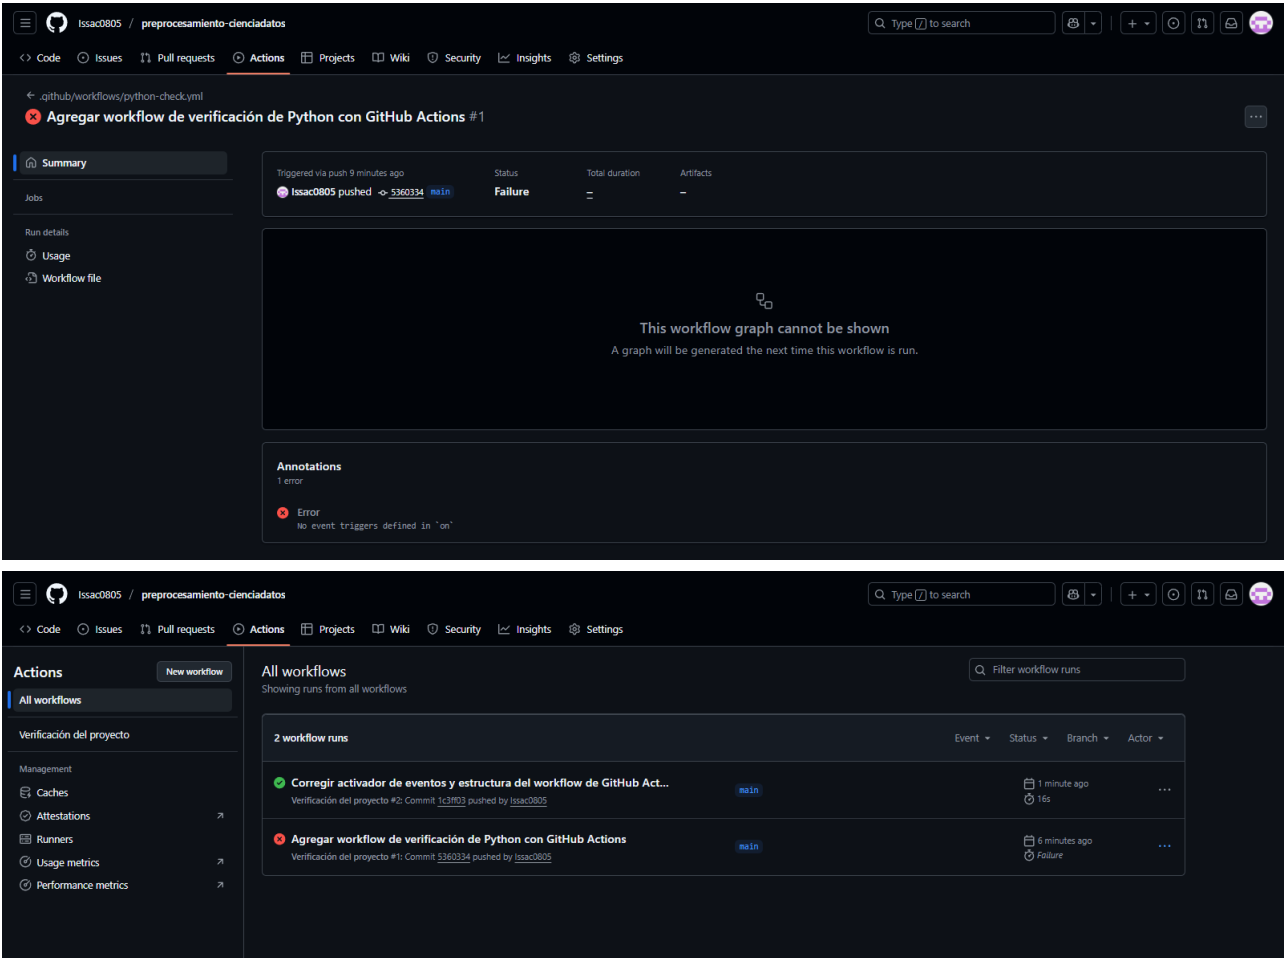 Issac0805 / preprocesamiento-cienciadatos
Type / to search
Code Issues Pull requests Actions Projects Wiki Security Insights Settings
.github/workflows/python-check.yml
Agregar workflow de verificación de Python con GitHub Actions #1
Summary
Jobs
Run details
Usage
Workflow file
Triggered via push 9 minutes ago
Issac0805 pushed 5360334 main
Status
Failure
Total duration
–
Artifacts
–
This workflow graph cannot be shown
A graph will be generated the next time this workflow is run.
Annotations
1 error
Error
No event triggers defined in `on`
Issac0805 / preprocesamiento-cienciadatos
Type / to search
Code Issues Pull requests Actions Projects Wiki Security Insights Settings
Actions
New workflow
All workflows
Verificación del proyecto
Management
Caches
Attestations
Runners
Usage metrics
Performance metrics
All workflows
Showing runs from all workflows
Filter workflow runs
2 workflow runs
Event Status Branch Actor
Corregir activador de eventos y estructura del workflow de GitHub Act...
Verificación del proyecto #2: Commit 1c3ff03 pushed by Issac0805
main
1 minute ago
16s
Agregar workflow de verificación de Python con GitHub Actions
Verificación del proyecto #1: Commit 5360334 pushed by Issac0805
main
6 minutes ago
Failure